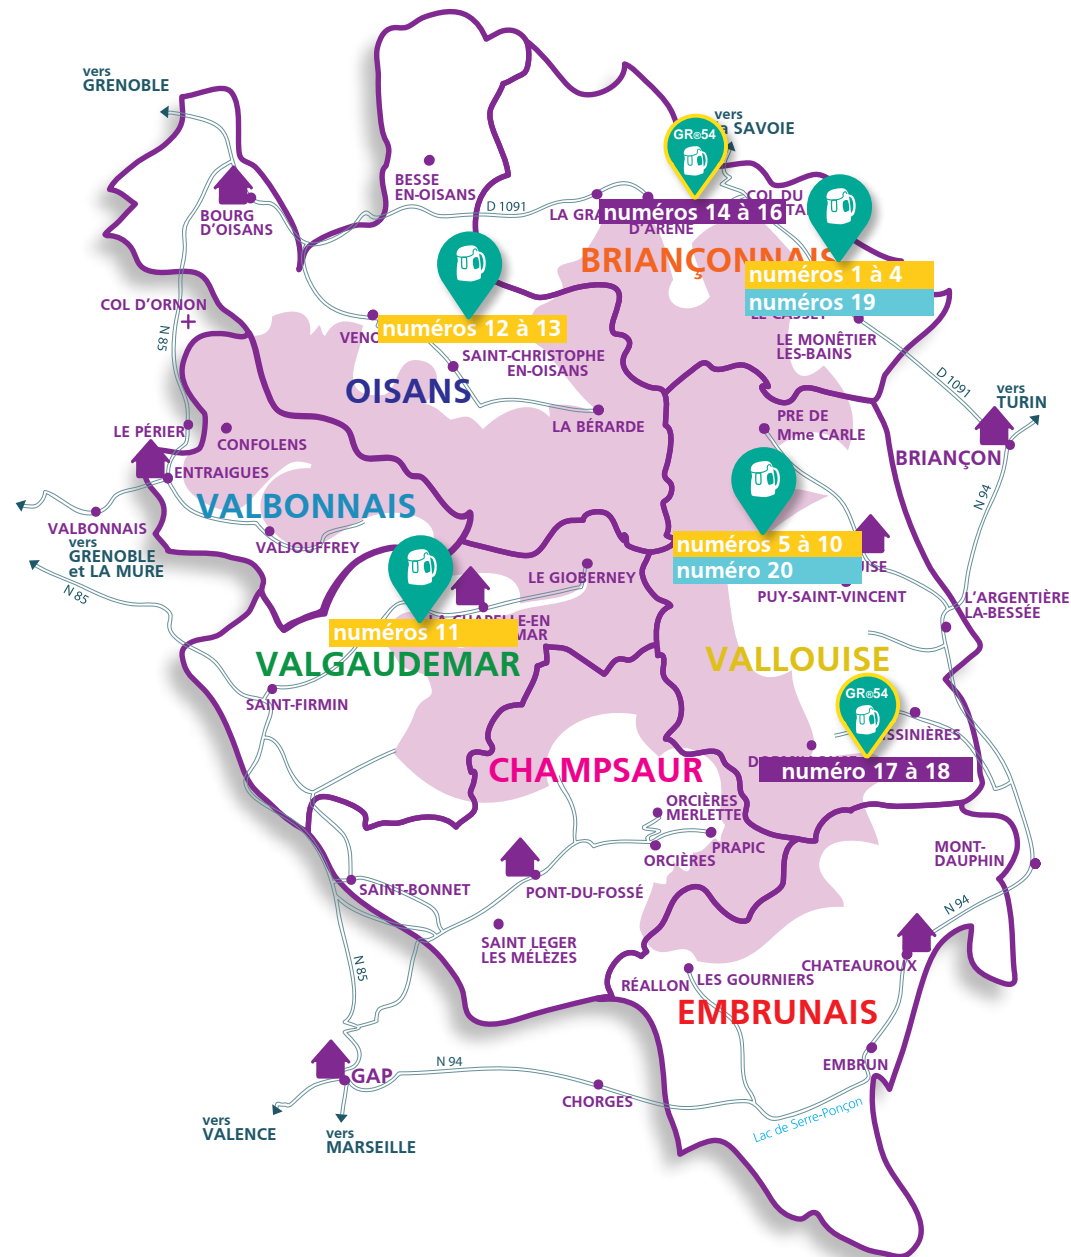 vers
GRENOBLE
vers
la SAVOIE
GR®54
BESSE
EN-OISANS
D 1091
BOURG
D'OISANS
COL DU
numéros 14 à 16
D'ARÈNE
BRIANÇONNAIS
numéros 1 à 4
numéros 19
LE CASSET
COL D'ORNON
N 85
numéros 12 à 13
SAINT-CHRISTOPHE
EN-OISANS
LE MONÊTIER
LES-BAINS
D 1091
OISANS
vers
TURIN
LA BÉRARDE
PRE DE
Mme CARLE
LE PÉRIER
CONFOLENS
BRIANÇON
ENTRAIGUES
VALBONNAIS
N 94
VALBONNAIS
VALJOUFFREY
vers
GRENOBLE
et LA MURE
N 85
numéros 5 à 10
numéro 20
LE GIOBERNEY
PUY-SAINT-VINCENT
L'ARGENTIÈRE
LA-BESSÉE
LA CHAPELLE-EN
numéros 11
VALGAUDEMAR
VALLOUISE
SAINT-FIRMIN
GR®54
numéro 17 à 18
CHAMPSAUR
ORCIÈRES
MERLETTE
PRAPIC
ORCIÈRES
MONT-
DAUPHIN
SAINT-BONNET
PONT-DU-FOSSÉ
N 94
SAINT LEGER
LES MÉLÈZES
N 85
CHATEAUROUX
RÉALLON
LES GOURNIERS
EMBRUNAIS
EMBRUN
N 94
GAP
CHORGES
Lac de Serre-Ponçon
vers
VALENCE
vers
MARSEILLE